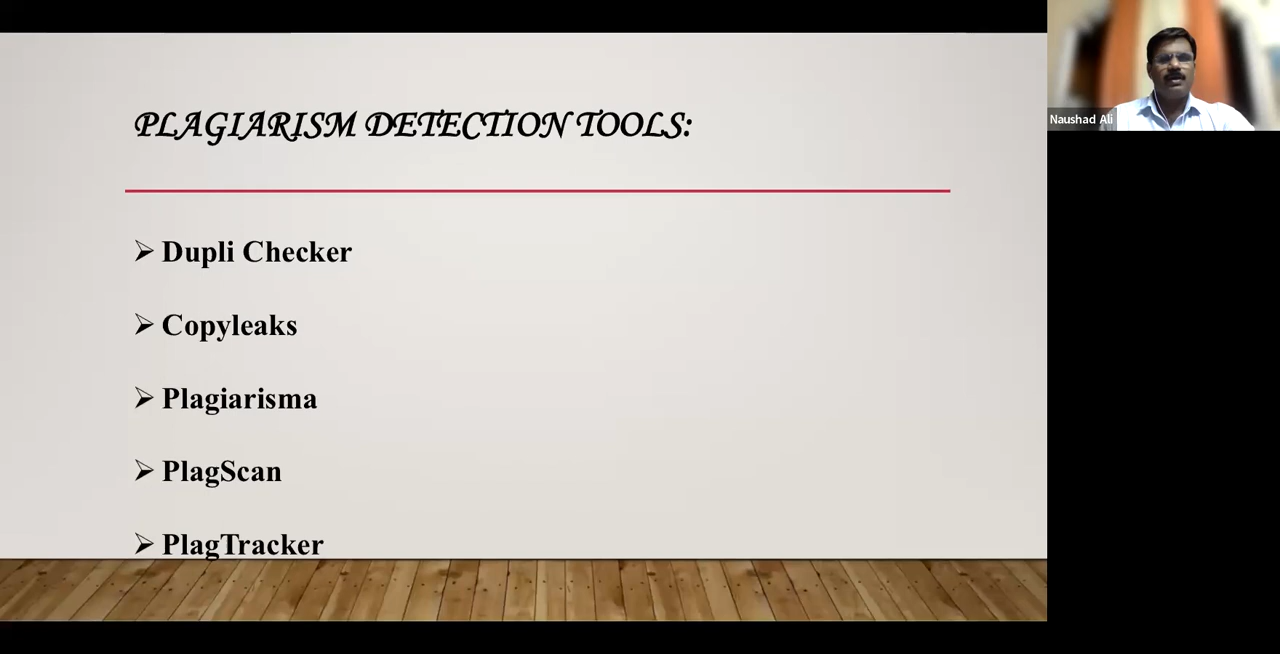 PLAGIARISM DETECTION TOOLS:
➢ Dupli Checker
➢ Copyleaks
➢ Plagiarisma
➢ PlagScan
➢ PlagTracker
Naushad Ali